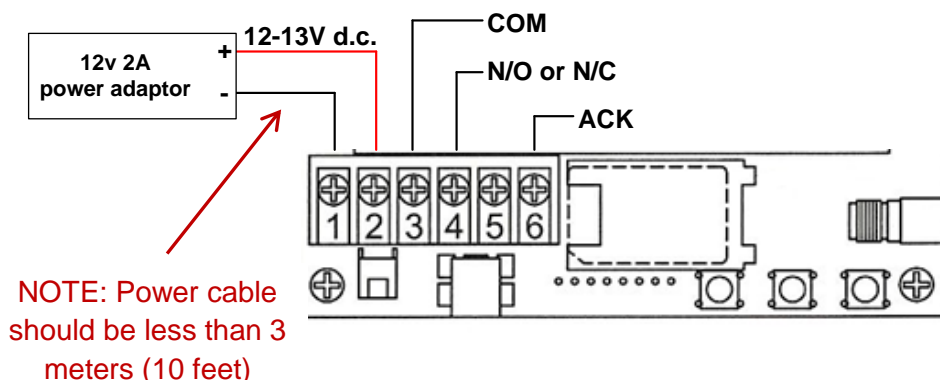 COM
12-13V d.c.
+
12v 2A
power adaptor
-
N/O or N/C
ACK
1 2 3 4 5 6
NOTE: Power cable
should be less than 3
meters (10 feet)